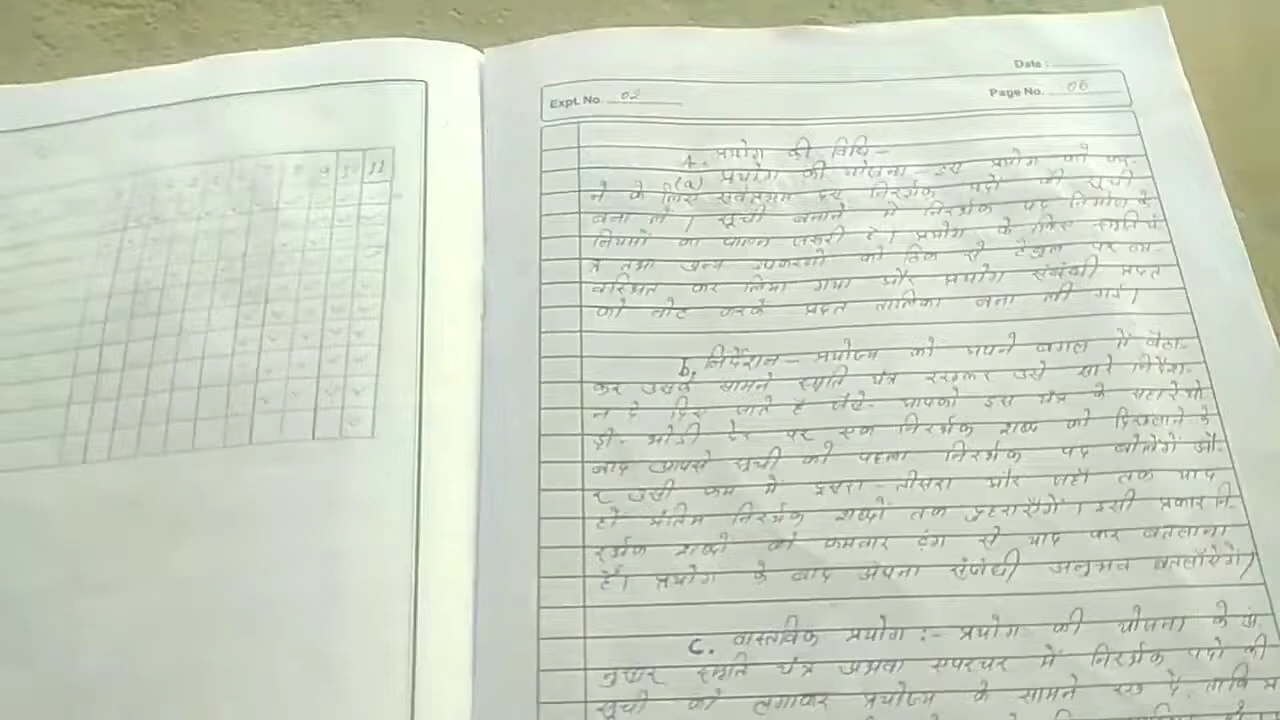 9 10 11
Date :
Expt. No. 02
Page No. 06
4. प्रयोग की विधि -
(a) प्रयोग की योजना - इस प्रयोग को कर-
ने के लिए सर्वप्रथम दस निरर्थक पदों की सूची
बना लें। सूची बनाने में निरर्थक पद निर्माण के
नियमों का पालन जरूरी है। प्रयोग के लिए स्मृति यं
त्र तथा अन्य उपकरणों को ठिक से टेबुल पर व्य-
वस्थित कर लिया गया और प्रयोग संबंधी प्रदत
को नोट करके प्रदत तालिका बना ली गई।
b. निर्देशन - प्रयोज्य को अपने बगल में बैठा-
कर उसके सामने स्मृति यंत्र रखकर उसे सारे निर्देश-
न दे दिए जाते है जैसे- आपको इस यंत्र के सहारे थो
ड़ी- थोडी देर पर एक निरर्थक शब्द को दिखलाने के
बाद आपसे सूची की पहला निरर्थक पद बोलेंगे औ-
र उसी क्रम में दूसरा - तीसरा और जहाँ तक याद
हो अंतिम निरर्थक शब्दों तक दुहरायेंगें। इसी प्रकार नि-
रर्थक शब्दों को क्रमवार ढंग से याद कर बतलाना
है। प्रयोग के बाद अपना संबंधी अनुभव बतलाँयेगे।
C. वास्तविक प्रयोग :- प्रयोग की योजना के अ-
नुसार स्मृति यंत्र अथवा में निरर्थक पदों की
सूची को लगाकर प्रयोज्य के सामने रख दे, ताकि